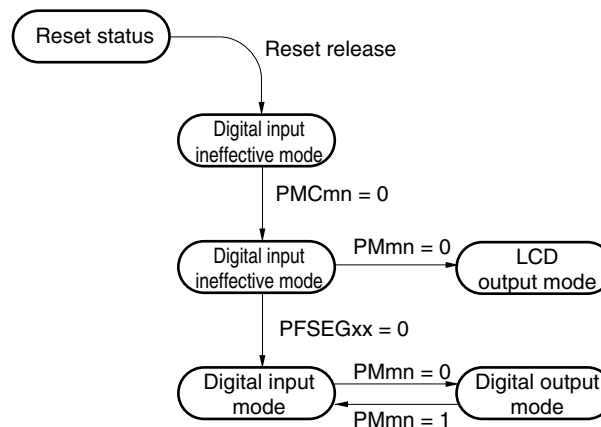 Reset status
Reset release
Digital input
ineffective mode
PMCmn = 0
Digital input
ineffective mode
PMmn = 0
LCD
output mode
PFSEGxx = 0
Digital input
mode
PMmn = 0
PMmn = 1
Digital output
mode